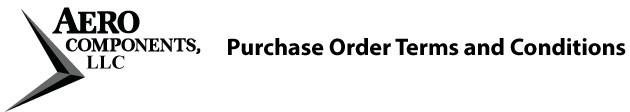 AERO
COMPONENTS,
LLC
Purchase Order Terms and Conditions